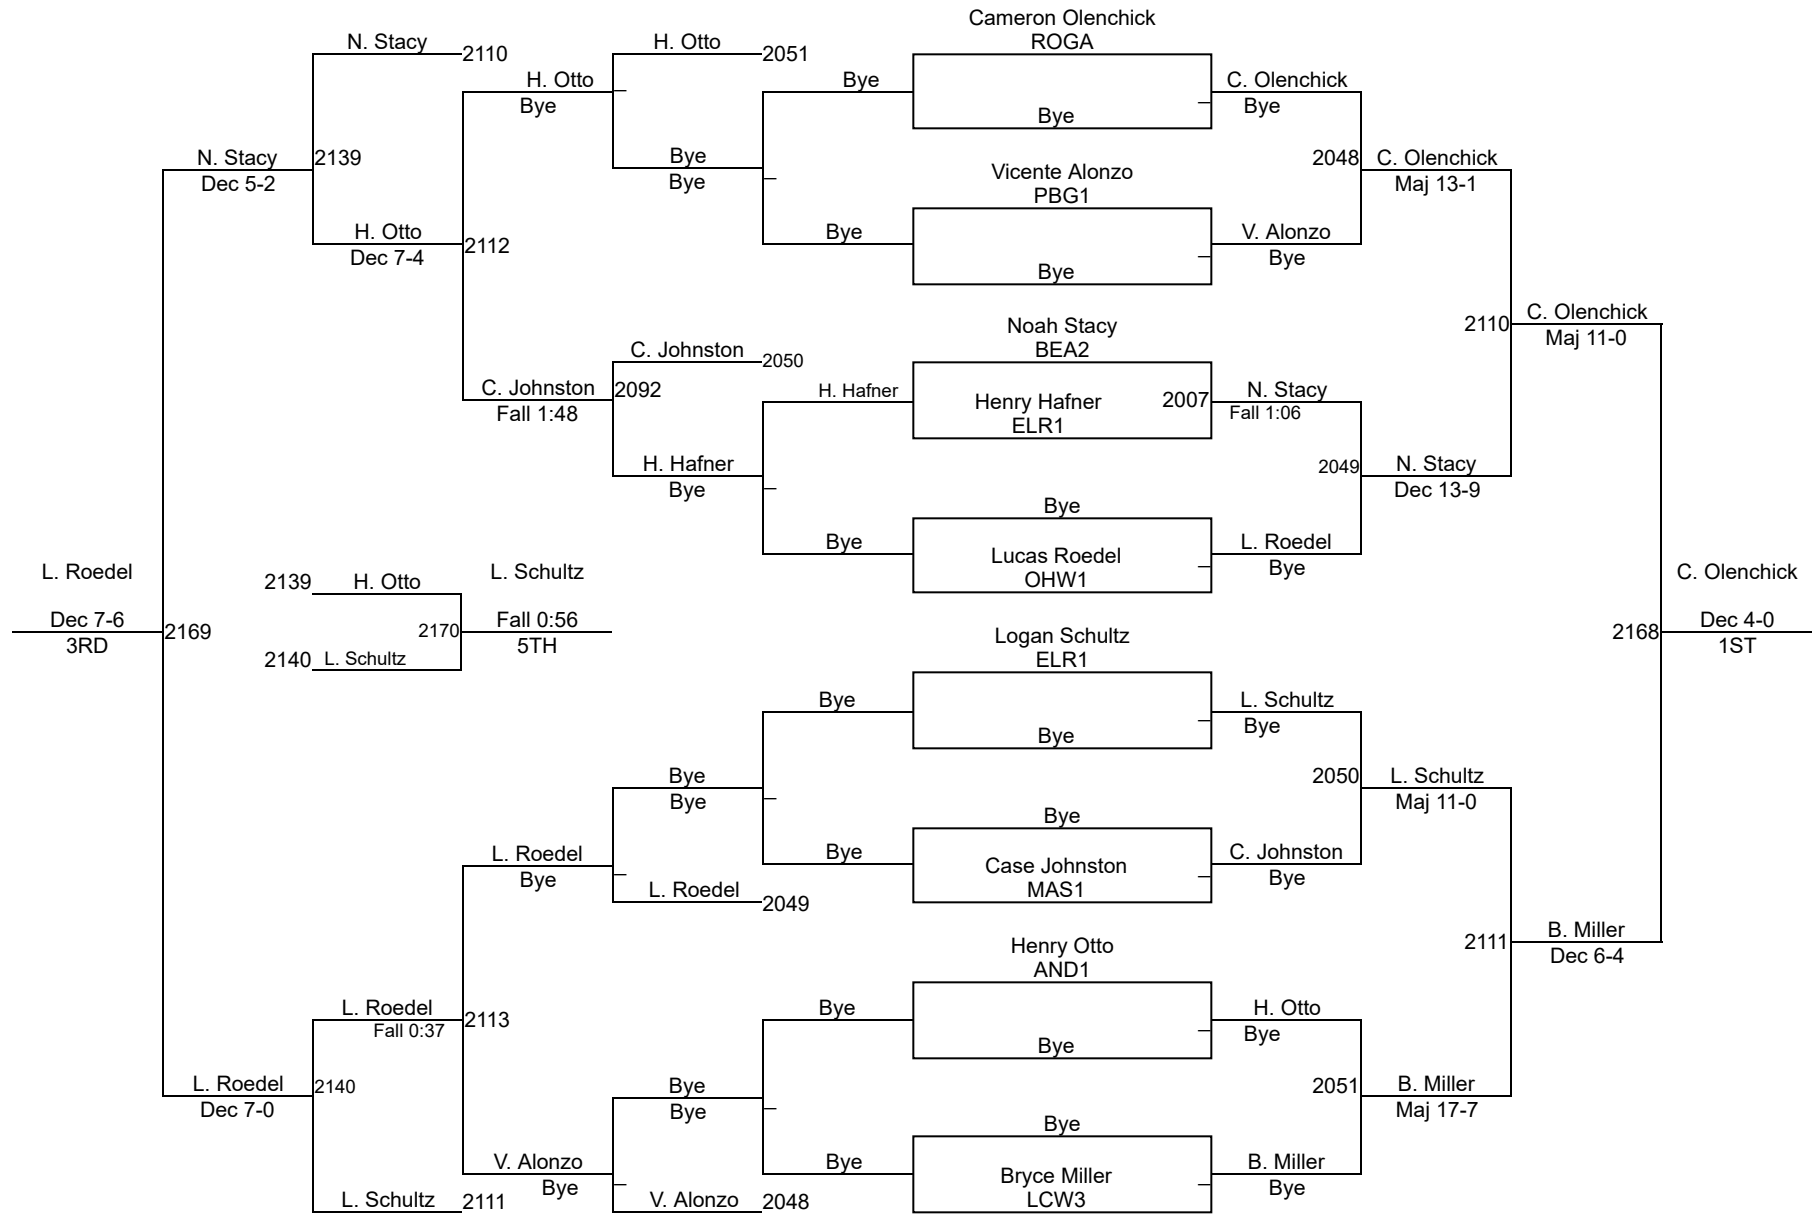 Cameron Olenchick
ROGA
N. Stacy
2110
H. Otto
2051
H. Otto
Bye
Bye
Bye
C. Olenchick
Bye
Bye
Bye
2048
C. Olenchick
Maj 13-1
N. Stacy
2139
Dec 5-2
Vicente Alonzo
PBG1
H. Otto
Dec 7-4
2112
Bye
Bye
V. Alonzo
Bye
C. Olenchick
Maj 11-0
2110
Noah Stacy
BEA2
C. Johnston
2050
C. Johnston
2092
Fall 1:48
H. Hafner
Henry Hafner
ELR1
2007
N. Stacy
Fall 1:06
H. Hafner
Bye
2049
N. Stacy
Dec 13-9
Bye
Bye
Lucas Roedel
OHW1
L. Roedel
Bye
L. Roedel
Dec 7-6
3RD
2169
2139
H. Otto
2140
L. Schultz
2170
L. Schultz
Fall 0:56
5TH
C. Olenchick
2168
Dec 4-0
1ST
Logan Schultz
ELR1
Bye
Bye
L. Schultz
Bye
Bye
Bye
2050
L. Schultz
Maj 11-0
Bye
Bye
Case Johnston
MAS1
C. Johnston
Bye
L. Roedel
Bye
L. Roedel
2049
2111
B. Miller
Dec 6-4
Henry Otto
AND1
L. Roedel
Fall 0:37
2113
Bye
Bye
H. Otto
Bye
L. Roedel
2140
Dec 7-0
Bye
Bye
2051
B. Miller
Maj 17-7
Bye
V. Alonzo
Bye
Bye
Bryce Miller
LCW3
B. Miller
Bye
L. Schultz
2111
V. Alonzo
2048